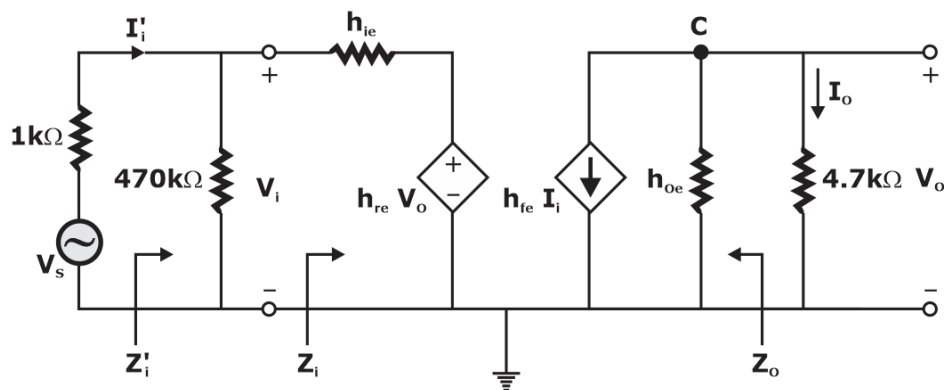 I'i
hie
C
+
+
Io
+
1kΩ
470kΩ
Vi
+
-
hre Vo
hfe Ii
hoe
4.7kΩ Vo
Vs
-
-
Z'i
Zi
Zo